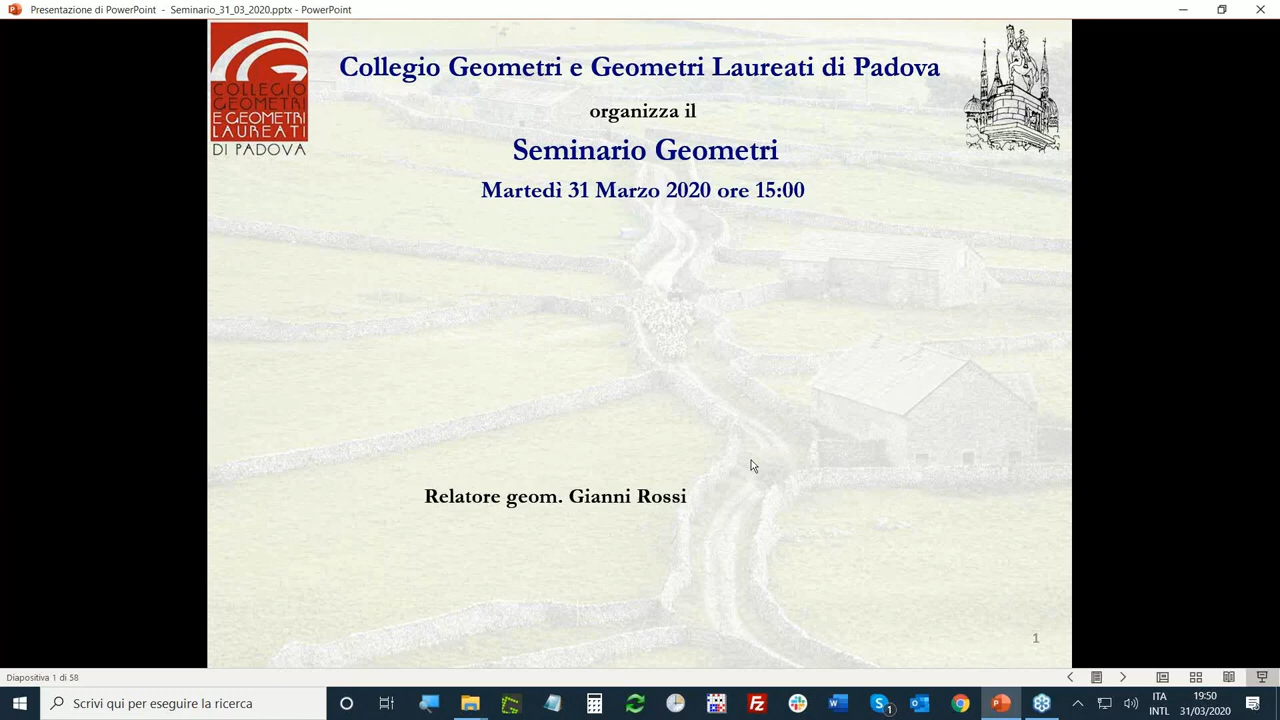 Presentazione di PowerPoint - Seminario_31_03_2020.pptx - PowerPoint
COLLEGIO
GEOMETRI
E GEOMETRI
LAUREATI
DI PADOVA
Collegio Geometri e Geometri Laureati di Padova
organizza il
Seminario Geometri
Martedì 31 Marzo 2020 ore 15:00
Relatore geom. Gianni Rossi
1
Diapositiva 1 di 58
Scrivi qui per eseguire la ricerca
1
ITA
INTL
19:50
31/03/2020